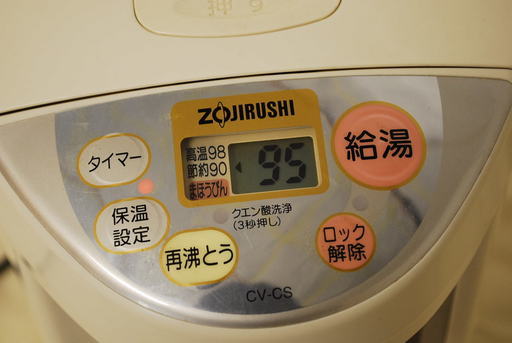 押す
ZOJIRUSHI
高温98
節約90
まほうびん
95
タイマー
給湯
保温
設定
クエン酸洗浄
(3秒押し)
再沸とう
ロック
解除
CV-CS